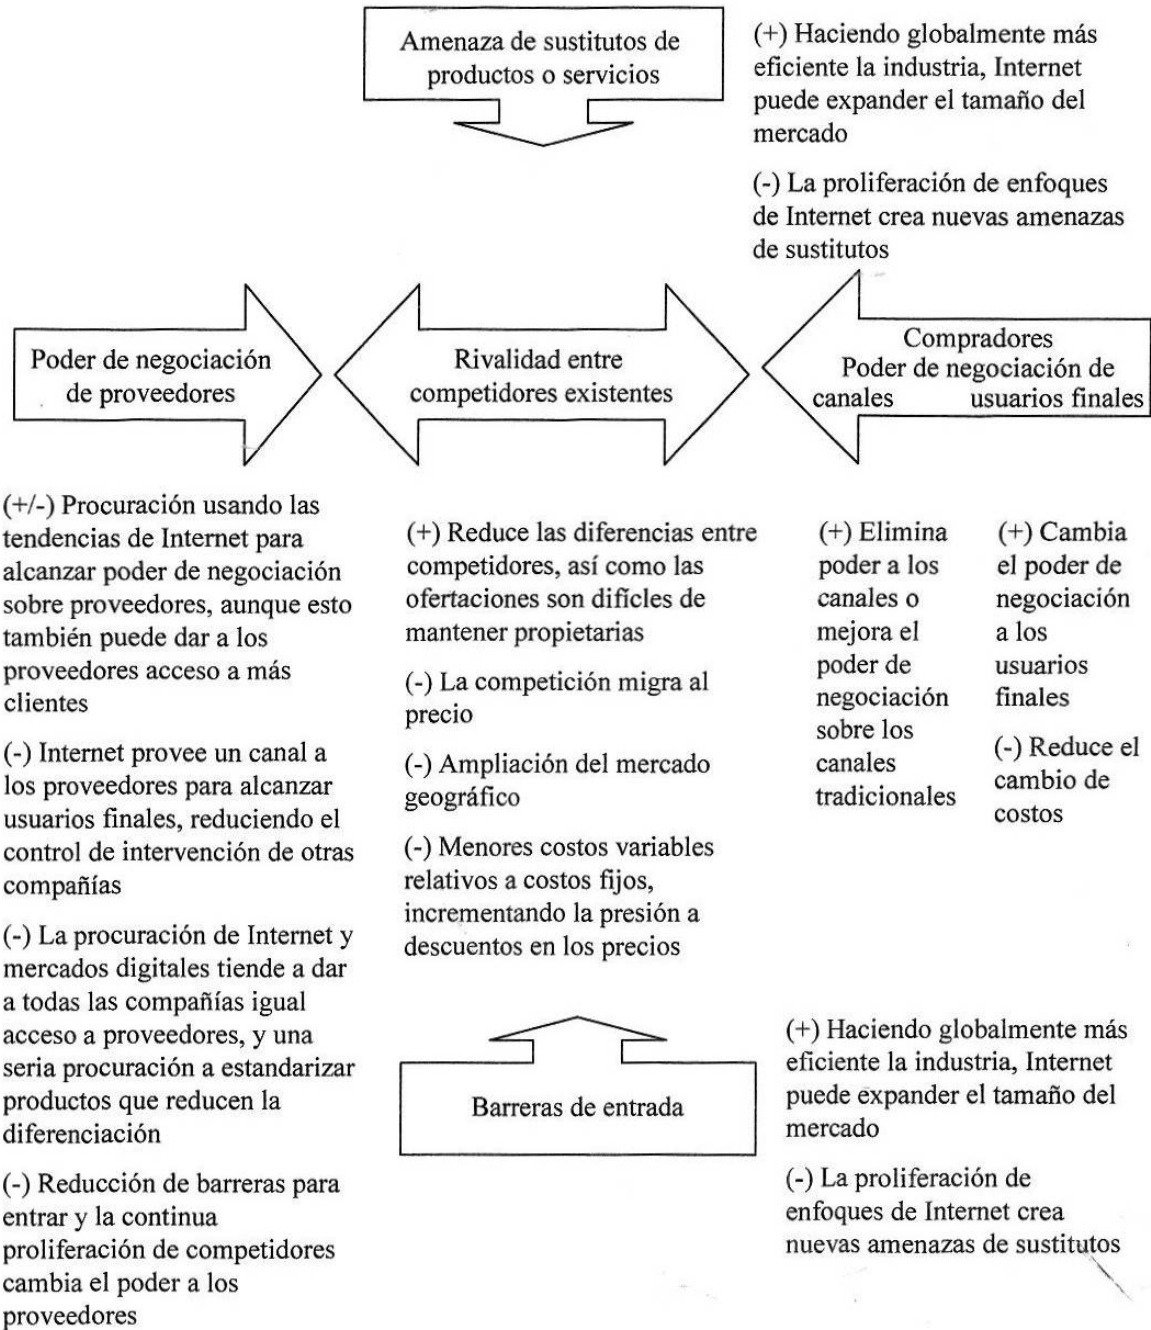 Amenaza de sustitutos de
productos o servicios
(+) Haciendo globalmente más
eficiente la industria, Internet
puede expander el tamaño del
mercado
(-) La proliferación de enfoques
de Internet crea nuevas amenazas
de sustitutos
Poder de negociación
de proveedores
Rivalidad entre
competidores existentes
Compradores
Poder de negociación de
canales usuarios finales
(+/-) Procuración usando las
tendencias de Internet para
alcanzar poder de negociación
sobre proveedores, aunque esto
también puede dar a los
proveedores acceso a más
clientes
(-) Internet provee un canal a
los proveedores para alcanzar
usuarios finales, reduciendo el
control de intervención de otras
compañías
(-) La procuración de Internet y
mercados digitales tiende a dar
a todas las compañías igual
acceso a proveedores, y una
seria procuración a estandarizar
productos que reducen la
diferenciación
(-) Reducción de barreras para
entrar y la continua
proliferación de competidores
cambia el poder a los
proveedores
(+) Reduce las diferencias entre
competidores, así como las
ofertaciones son difíciles de
mantener propietarias
(-) La competición migra al
precio
(-) Ampliación del mercado
geográfico
(-) Menores costos variables
relativos a costos fijos,
incrementando la presión a
descuentos en los precios
(+) Elimina
poder a los
canales o
mejora el
poder de
negociación
sobre los
canales
tradicionales
(+) Cambia
el poder de
negociación
a los
usuarios
finales
(-) Reduce el
cambio de
costos
Barreras de entrada
(+) Haciendo globalmente más
eficiente la industria, Internet
puede expander el tamaño del
mercado
(-) La proliferación de
enfoques de Internet crea
nuevas amenazas de sustitutos